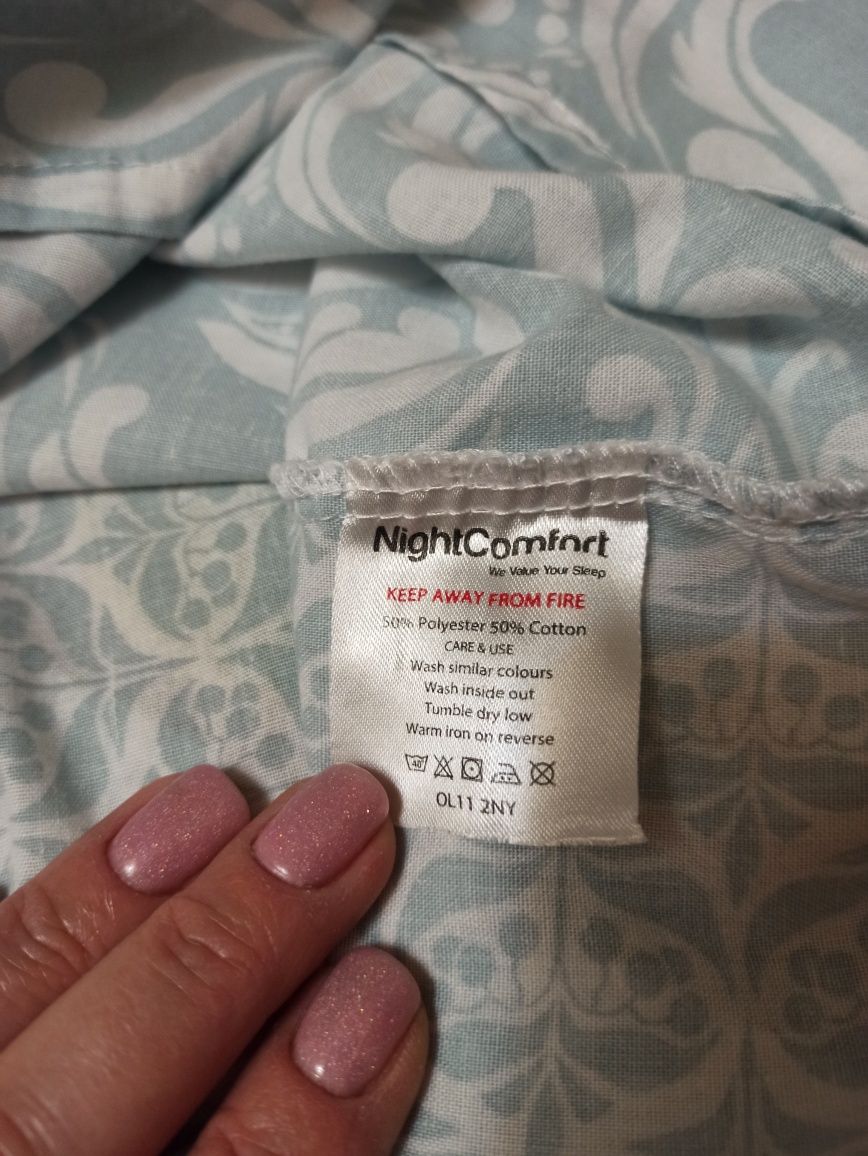 NightComfort
We Value Your Sleep
KEEP AWAY FROM FIRE
50% Polyester 50% Cotton
CARE & USE
Wash similar colours
Wash inside out
Tumble dry low
Warm iron on reverse
40
OL11 2NY